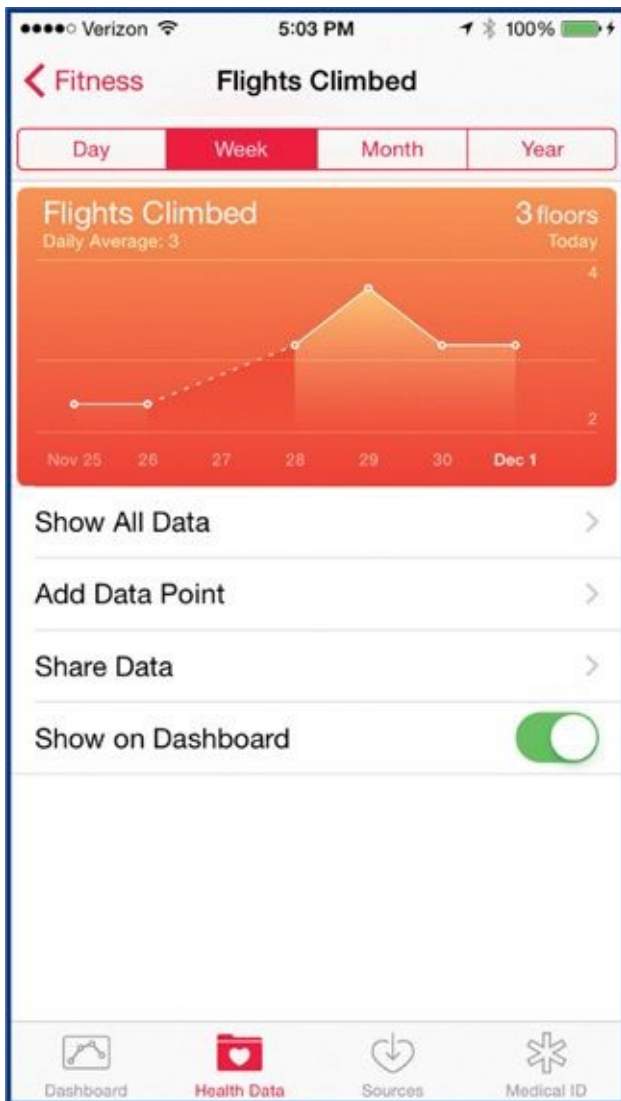 Verizon 5:03 PM 100%
Fitness Flights Climbed
Day Week Month Year
Flights Climbed 3 floors
Daily Average: 3 Today
4
2
Nov 25 26 27 28 29 30 Dec 1
Show All Data
Add Data Point
Share Data
Show on Dashboard
Dashboard Health Data Sources Medical ID